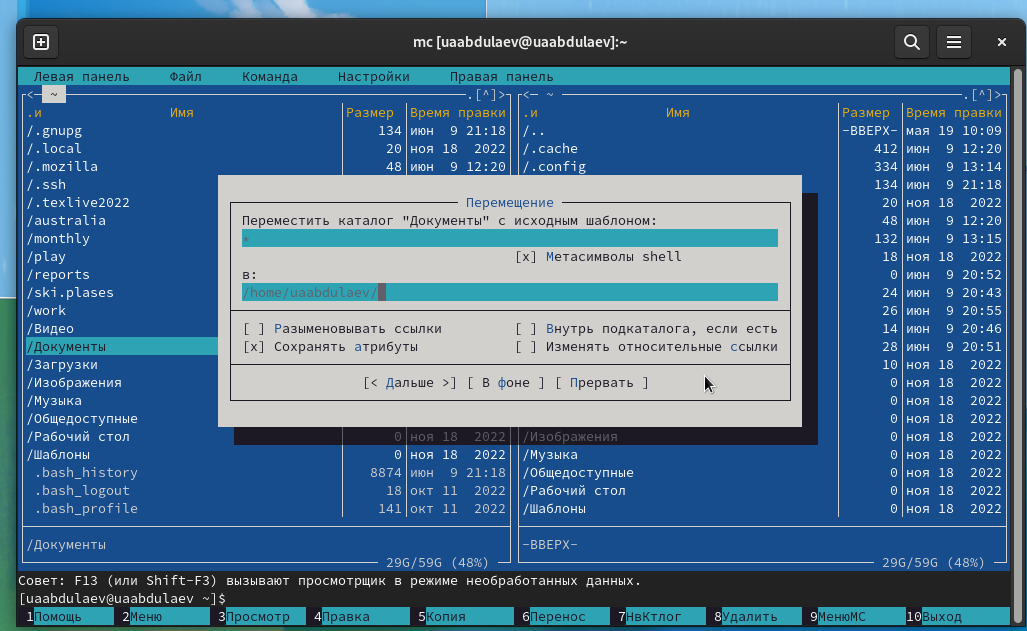 mc [uaabdulaev@uaabdulaev]:~
Левая панель Файл Команда Настройки Правая панель
<─ ~ ─.[^]>┐ <─ ~ ─.[^]>┐
.и Имя Размер Время правки .и Имя Размер Время правки
/.gnupg 134 июн 9 21:18 /.. -ВВЕРХ- мая 19 10:09
/.local 20 ноя 18 2022 /.cache 412 июн 9 12:20
/.mozilla 48 июн 9 12:20 /.config 334 июн 9 13:14
/.ssh 134 июн 9 21:18
/.texlive2022 Перемещение 20 ноя 18 2022
/australia Переместить каталог "Документы" с исходным шаблоном: 48 июн 9 12:20
/monthly * 132 июн 9 13:15
/play [x] Метасимволы shell 18 ноя 18 2022
/reports в: 0 июн 9 20:52
/ski.plases /home/uaabdulaev/ 24 июн 9 20:43
/work 26 июн 9 20:55
/Видео [ ] Разыменовывать ссылки [ ] Внутрь подкаталога, если есть 14 июн 9 20:46
/Документы [x] Сохранять атрибуты [ ] Изменять относительные ссылки 28 июн 9 20:51
/Загрузки 10 ноя 18 2022
/Изображения [< Дальше >] [ В фоне ] [ Прервать ] 0 ноя 18 2022
/Музыка 0 ноя 18 2022
/Общедоступные 0 ноя 18 2022
/Рабочий стол 0 ноя 18 2022 /Изображения 0 ноя 18 2022
/Шаблоны 0 ноя 18 2022 /Музыка 0 ноя 18 2022
.bash_history 8874 июн 9 21:18 /Общедоступные 0 ноя 18 2022
.bash_logout 18 окт 11 2022 /Рабочий стол 0 ноя 18 2022
.bash_profile 141 окт 11 2022 /Шаблоны 0 ноя 18 2022
/Документы -ВВЕРХ-
29G/59G (48%) 29G/59G (48%)
Совет: F13 (или Shift-F3) вызывают просмотрщик в режиме необработанных данных.
[uaabdulaev@uaabdulaev ~]$
1Помощь 2Меню 3Просмотр 4Правка 5Копия 6Перенос 7НвКтлог 8Удалить 9МенюМС 10Выход